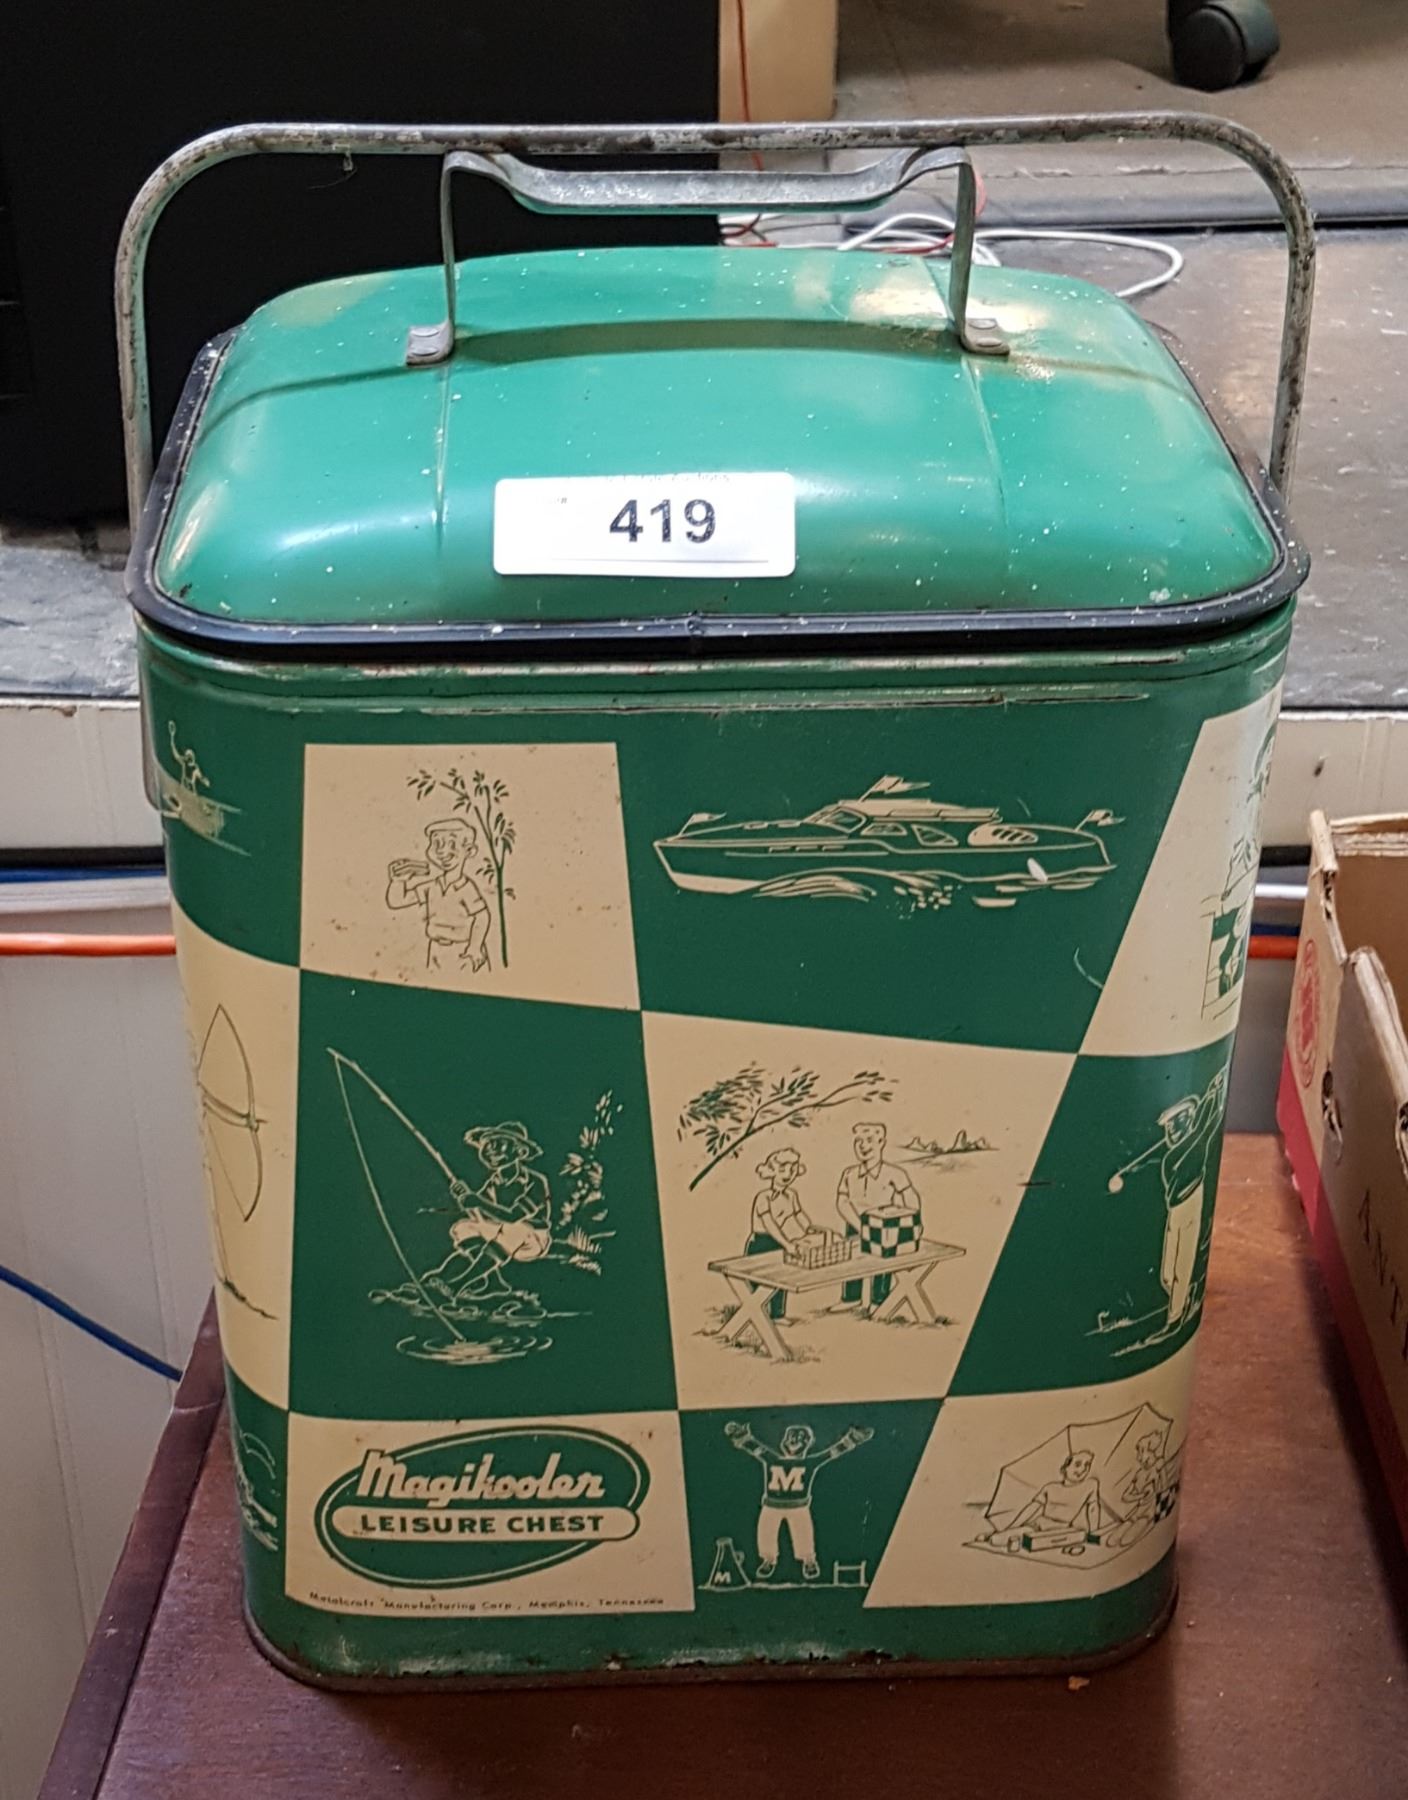 419
Magikooler
LEISURE CHEST
Metalcraft Manufacturing Corp., Memphis, Tennessee
M
M